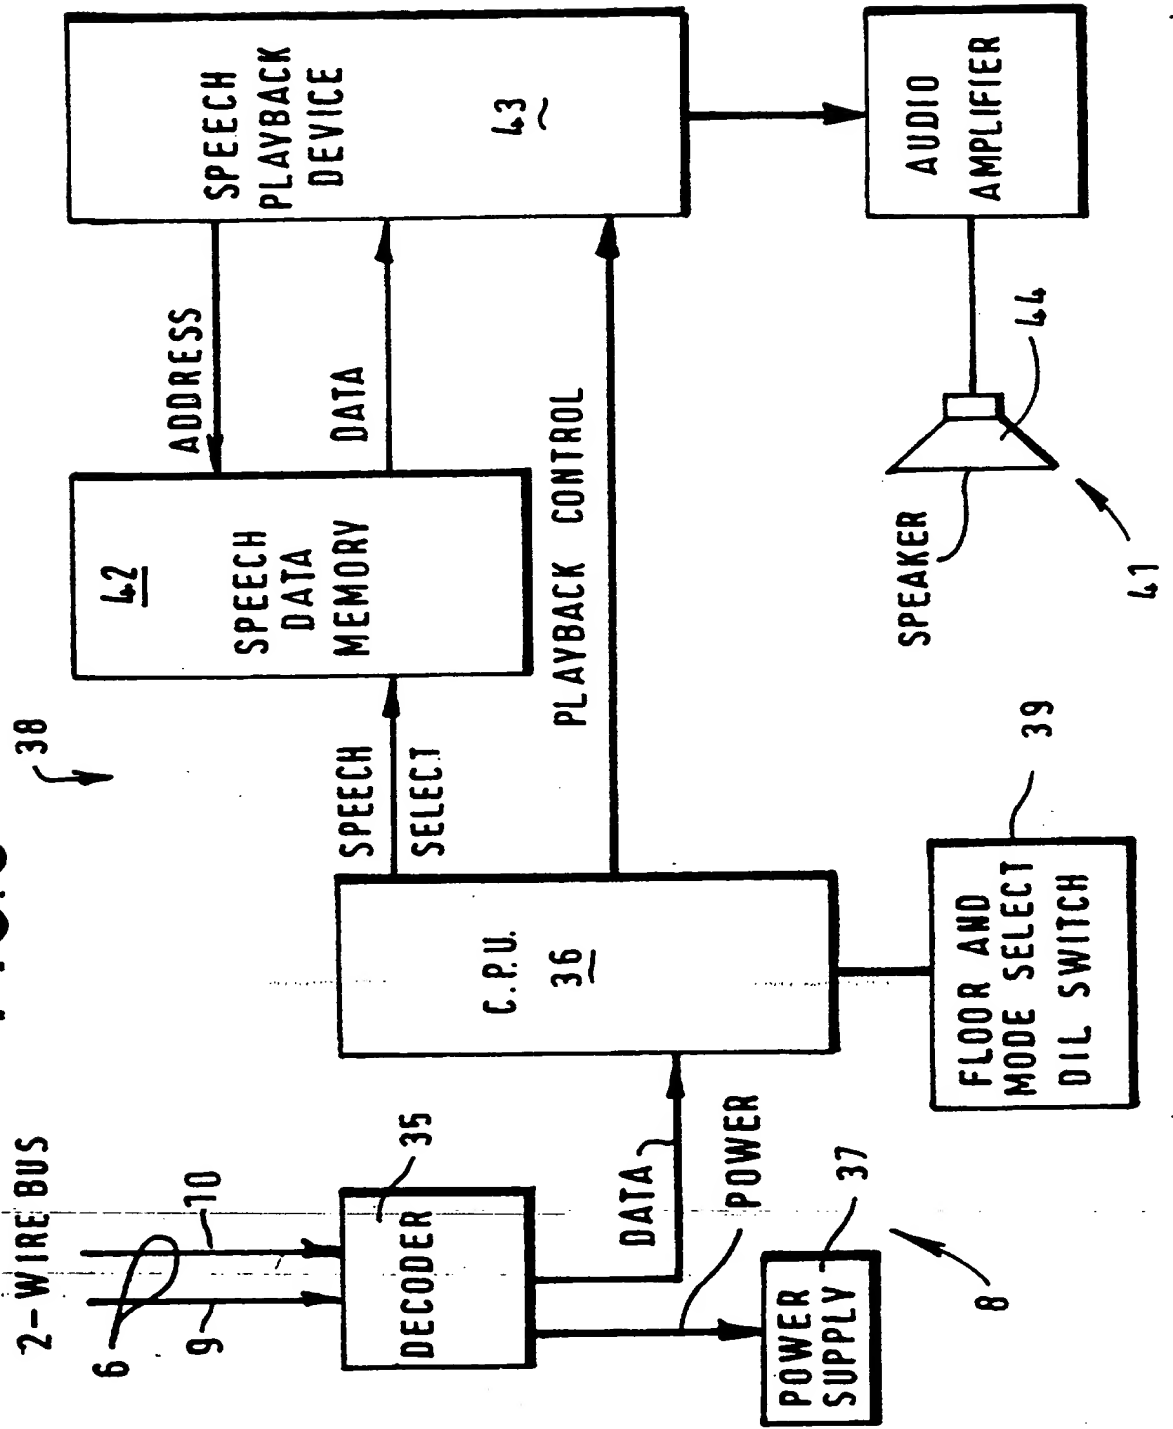 2-WIRE BUS
6
9
10
DECODER
35
DATA
POWER
POWER
SUPPLY
37
8
38
C.P.U.
36
FLOOR AND
MODE SELECT
DIL SWITCH
39
SPEECH
SELECT
PLAYBACK CONTROL
42
SPEECH
DATA
MEMORY
ADDRESS
DATA
SPEECH
PLAYBACK
DEVICE
43
AUDIO
AMPLIFIER
SPEAKER
44
41